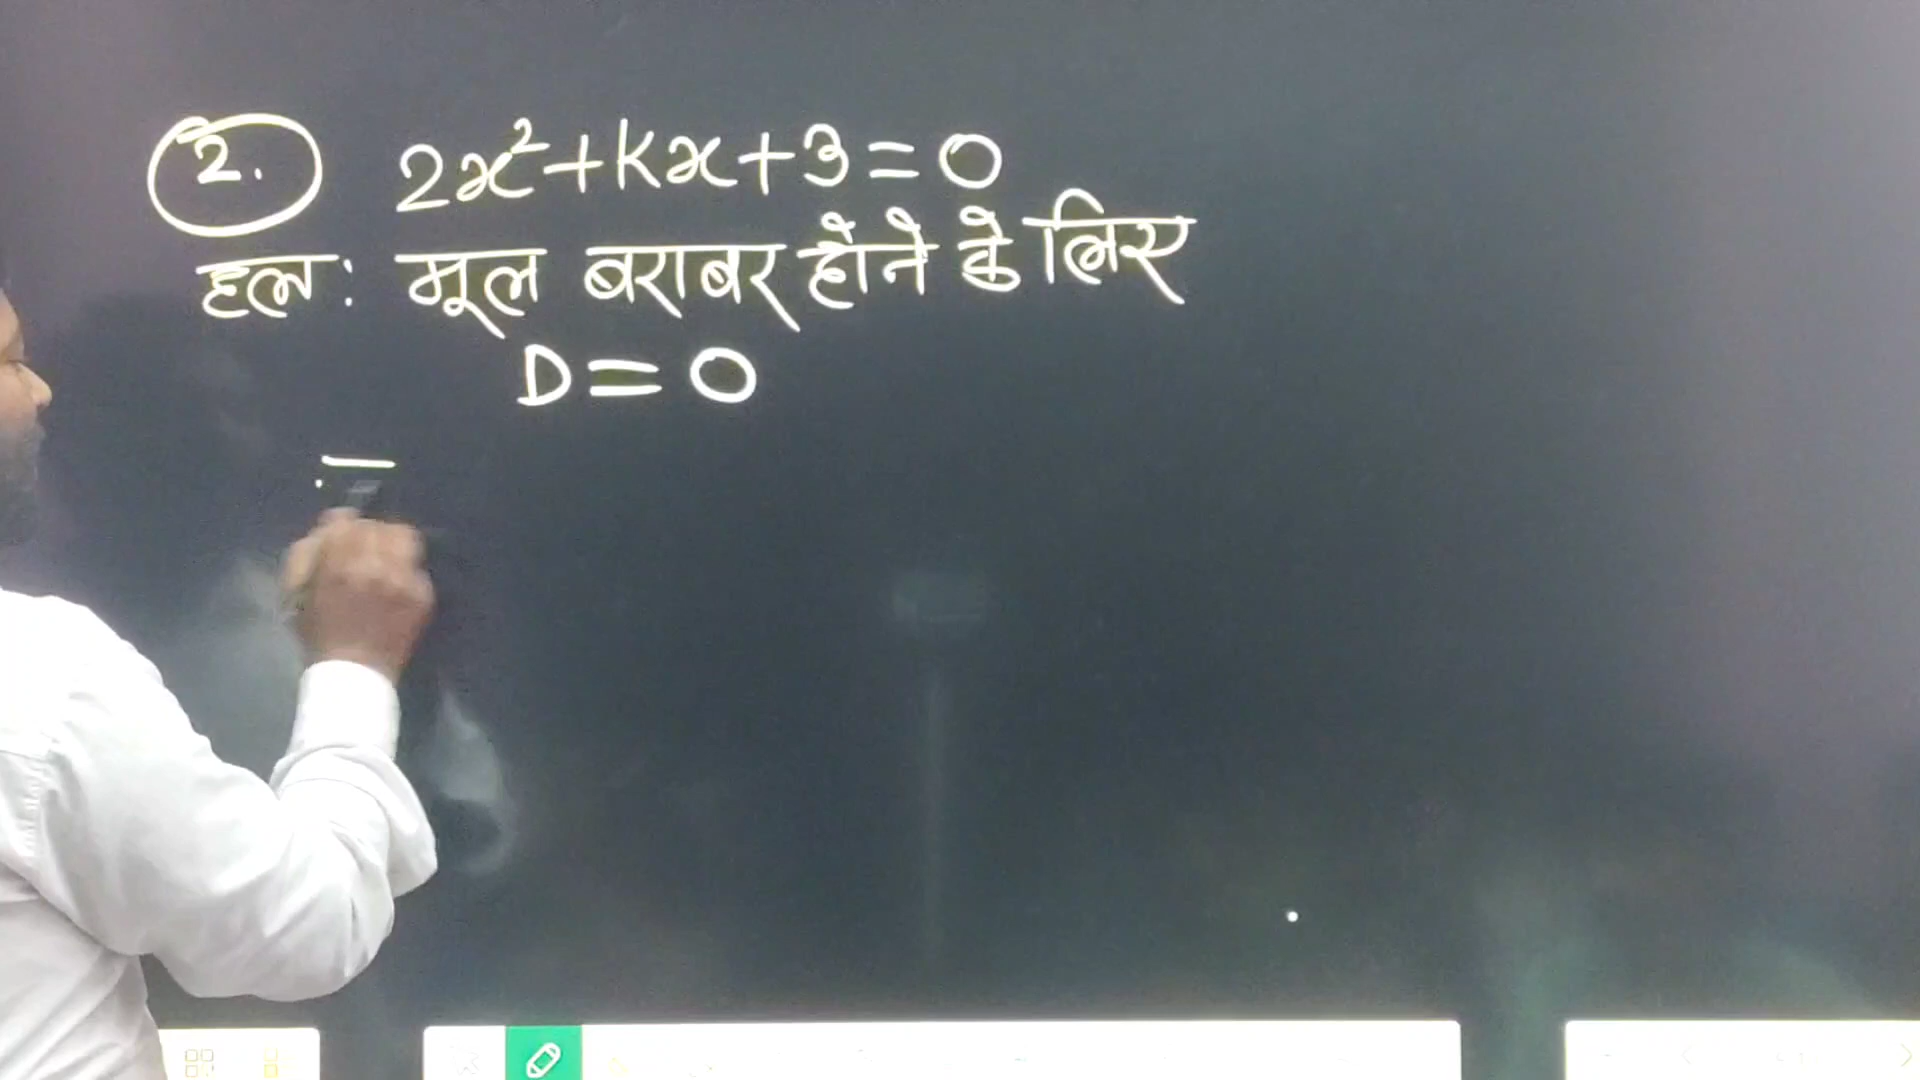 2. 2x²+kx+3=0
हल: मूल बराबर होने के लिए
D=0